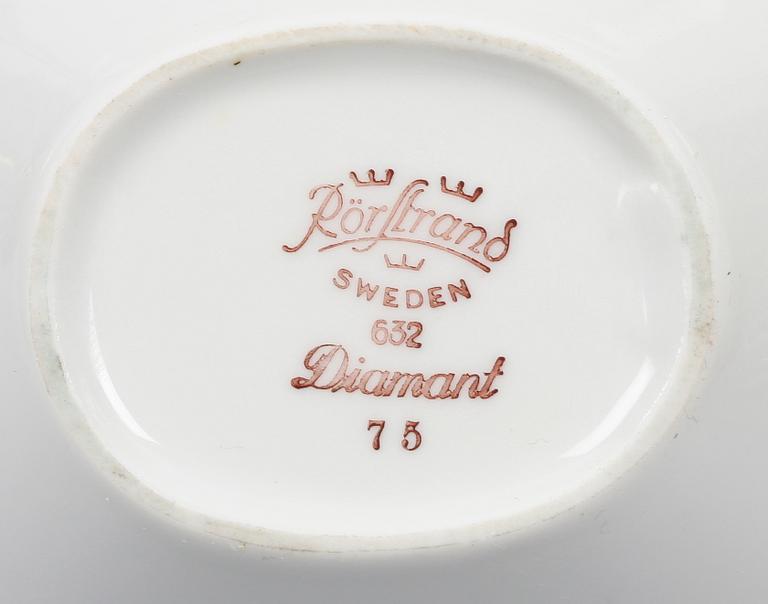 Rörstrand
SWEDEN
632
Diamant
75